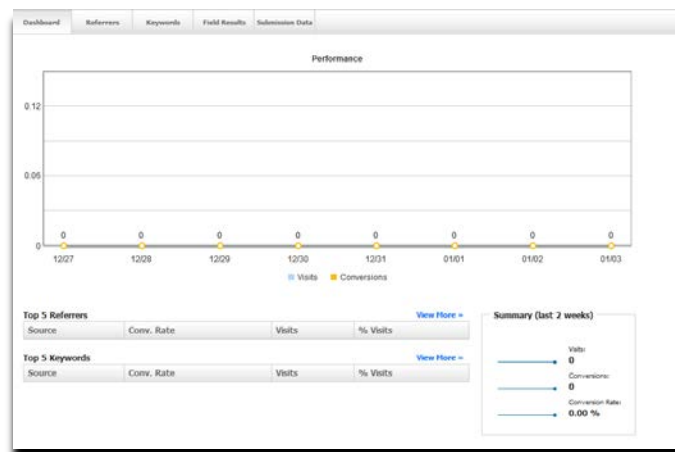 Dashboard Referrers Keywords Field Results Submission Data
Performance
0.12
0.06
0
0 0 0 0 0 0 0 0
12/27 12/28 12/29 12/30 12/31 01/01 01/02 01/03
Visits Conversions
Top 5 Referrers View More »
Source Conv. Rate Visits % Visits
Top 5 Keywords View More »
Source Conv. Rate Visits % Visits
Summary (last 2 weeks)
Visits:
0
Conversions:
0
Conversion Rate:
0.00 %